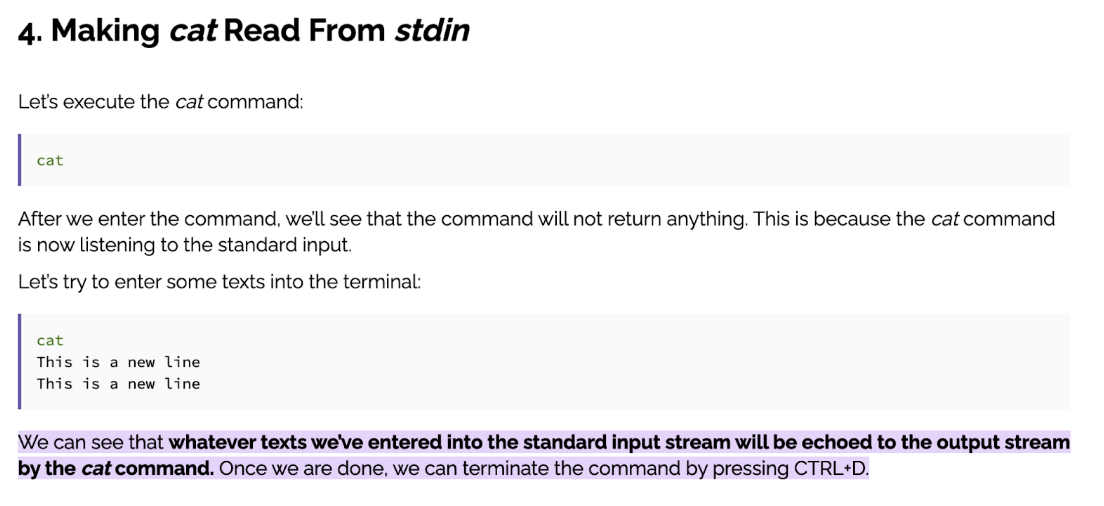 4. Making cat Read From stdin
Let's execute the cat command:
cat
After we enter the command, we'll see that the command will not return anything. This is because the cat command
is now listening to the standard input.
Let's try to enter some texts into the terminal:
cat
This is a new line
This is a new line
We can see that whatever texts we've entered into the standard input stream will be echoed to the output stream
by the cat command. Once we are done, we can terminate the command by pressing CTRL+D.